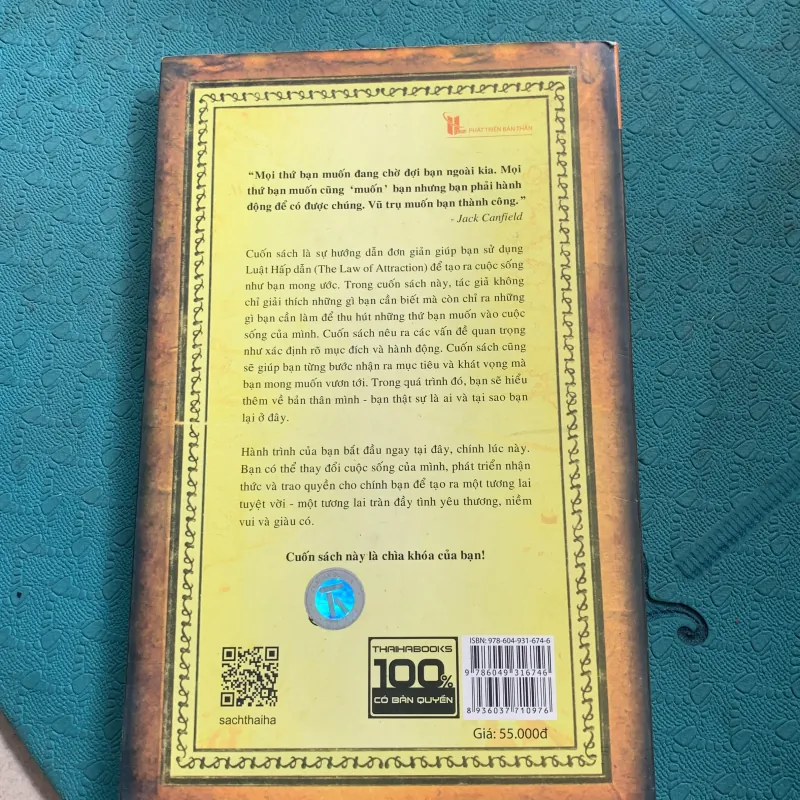 PHÁT TRIỂN BẢN THÂN
“Mọi thứ bạn muốn đang chờ đợi bạn ngoài kia. Mọi
thứ bạn muốn cũng ‘muốn’ bạn nhưng bạn phải hành
động để có được chúng. Vũ trụ muốn bạn thành công.”
- Jack Canfield
Cuốn sách là sự hướng dẫn đơn giản giúp bạn sử dụng
Luật Hấp dẫn (The Law of Attraction) để tạo ra cuộc sống
như bạn mong ước. Trong cuốn sách này, tác giả không
chỉ giải thích những gì bạn cần biết mà còn chỉ ra những
gì bạn cần làm để thu hút những thứ bạn muốn vào cuộc
sống của mình. Cuốn sách nêu ra các vấn đề quan trọng
như xác định rõ mục đích và hành động. Cuốn sách cũng
sẽ giúp bạn từng bước nhận ra mục tiêu và khát vọng mà
bạn mong muốn vươn tới. Trong quá trình đó, bạn sẽ hiểu
thêm về bản thân mình - bạn thật sự là ai và tại sao bạn
lại ở đây.
Hành trình của bạn bắt đầu ngay tại đây, chính lúc này.
Bạn có thể thay đổi cuộc sống của mình, phát triển nhận
thức và trao quyền cho chính bạn để tạo ra một tương lai
tuyệt vời - một tương lai tràn đầy tình yêu thương, niềm
vui và giàu có.
Cuốn sách này là chìa khóa của bạn!
sachthaiha
THAIHABOOKS
100%
CÓ BẢN QUYỀN
ISBN: 978-604-931-674-6
9 786049 316746
8 936037 710976
Giá: 55.000đ